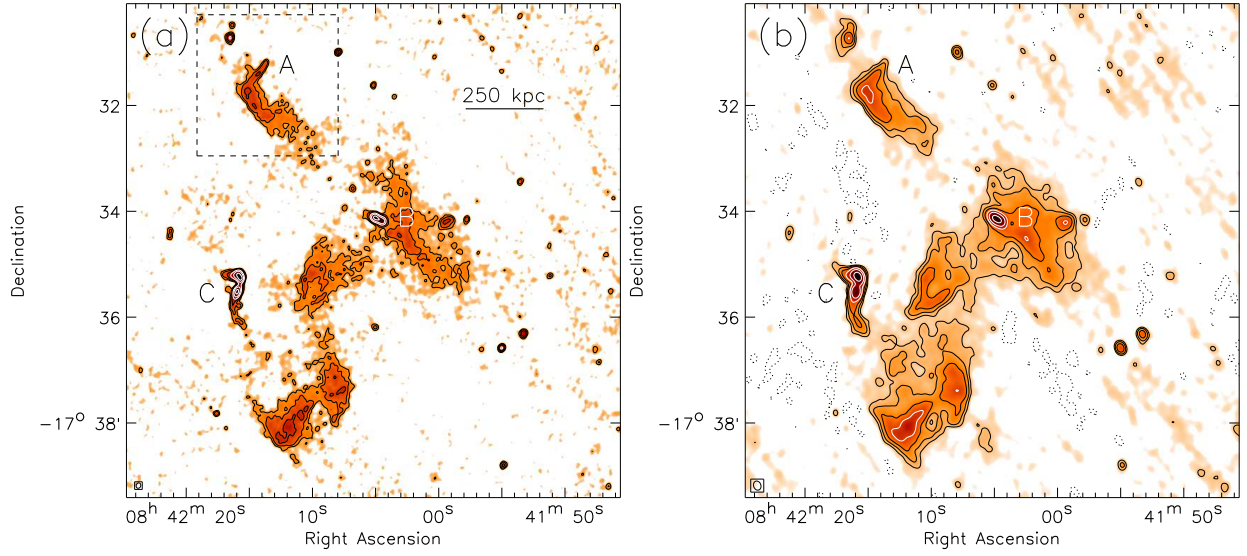 (a)
A
250 kpc
32
34
B
36
C
-17° 38'
Declination
08h 42m 20s 10s 00s 41m 50s
Right Ascension
(b)
A
32
34
B
36
C
-17° 38'
Declination
08h 42m 20s 10s 00s 41m 50s
Right Ascension